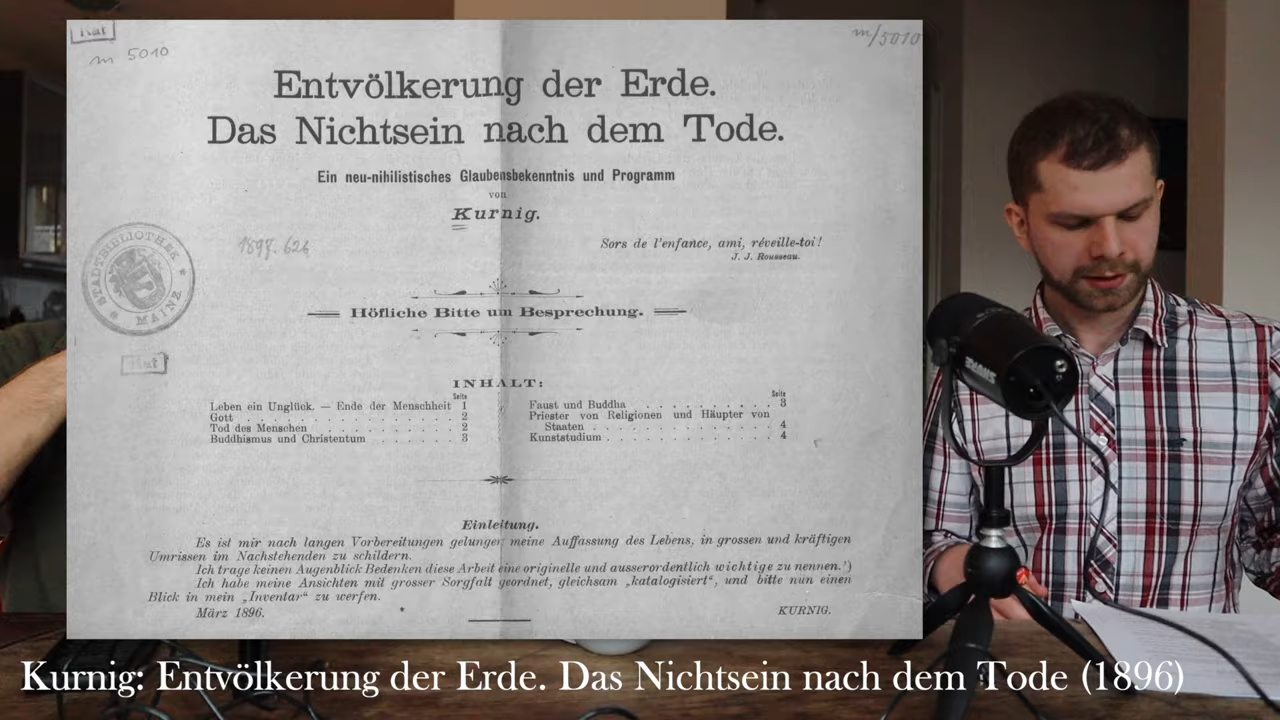 Rat
m 5010
m/5010
Entvölkerung der Erde.
Das Nichtsein nach dem Tode.
Ein neu-nihilistisches Glaubensbekenntnis und Programm
von
Kurnig.
1897. 626
Sors de l'enfance, ami, réveille-toi!
J. J. Rousseau.
STADTBIBLIOTHEK
MAINZ
Höfliche Bitte um Besprechung.
Rat
INHALT:
Seite
Leben ein Unglück. — Ende der Menschheit 1
Gott . . . . . . . . . . 2
Tod des Menschen . . . . . . . . . . 2
Buddhismus und Christentum . . . . . . 3
Seite
Faust und Buddha . . . . . . . . . . 3
Priester von Religionen und Häupter von
Staaten . . . . . . . . . . 4
Kunststudium . . . . . . . . . . 4
Einleitung.
Es ist mir nach langen Vorbereitungen gelungen meine Auffassung des Lebens, in grossen und kräftigen
Umrissen im Nachstehenden zu schildern.
Ich trage keinen Augenblick Bedenken diese Arbeit eine originelle und ausserordentlich wichtige zu nennen.¹)
Ich habe meine Ansichten mit grosser Sorgfalt geordnet, gleichsam „katalogisiert“, und bitte nun einen
Blick in mein „Inventar“ zu werfen.
März 1896.
KURNIG.
SHURE
Kurnig: Entvölkerung der Erde. Das Nichtsein nach dem Tode (1896)